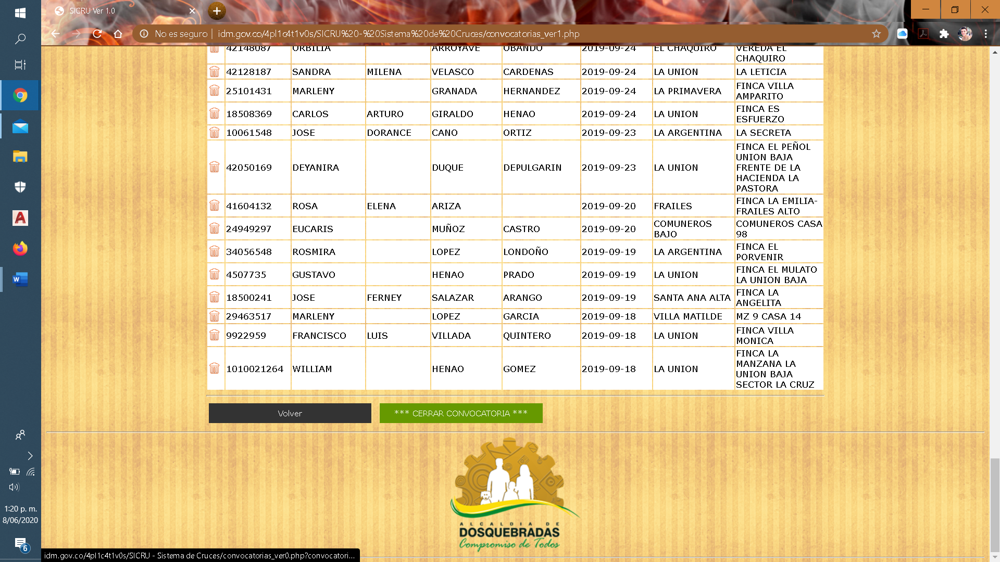 SICRU Ver 1.0
No es seguro | idm.gov.co/4pl1c4t1v0s/SICRU%20-%20Sistema%20de%20Cruces/convocatorias_ver1.php
42148087 ORBILIA ARROYAVE OBANDO 2019-09-24 EL CHAQUIRO VEREDA EL
CHAQUIRO
42128187 SANDRA MILENA VELASCO CARDENAS 2019-09-24 LA UNION LA LETICIA
25101431 MARLENY GRANADA HERNANDEZ 2019-09-24 LA PRIMAVERA FINCA VILLA
AMPARITO
18508369 CARLOS ARTURO GIRALDO HENAO 2019-09-24 LA UNION FINCA ES
ESFUERZO
10061548 JOSE DORANCE CANO ORTIZ 2019-09-23 LA ARGENTINA LA SECRETA
42050169 DEYANIRA DUQUE DEPULGARIN 2019-09-23 LA UNION FINCA EL PEÑOL
UNION BAJA
FRENTE DE LA
HACIENDA LA
PASTORA
41604132 ROSA ELENA ARIZA 2019-09-20 FRAILES FINCA LA EMILIA-
FRAILES ALTO
24949297 EUCARIS MUÑOZ CASTRO 2019-09-20 COMUNEROS BAJO COMUNEROS CASA
98
34056548 ROSMIRA LOPEZ LONDOÑO 2019-09-19 LA ARGENTINA FINCA EL
PORVENIR
4507735 GUSTAVO HENAO PRADO 2019-09-19 LA UNION FINCA EL MULATO
LA UNION BAJA
18500241 JOSE FERNEY SALAZAR ARANGO 2019-09-19 SANTA ANA ALTA FINCA LA
ANGELITA
29463517 MARLENY LOPEZ GARCIA 2019-09-18 VILLA MATILDE MZ 9 CASA 14
9922959 FRANCISCO LUIS VILLADA QUINTERO 2019-09-18 LA UNION FINCA VILLA
MONICA
1010021264 WILLIAM HENAO GOMEZ 2019-09-18 LA UNION FINCA LA
MANZANA LA
UNION BAJA
SECTOR LA CRUZ
Volver
*** CERRAR CONVOCATORIA ***
ALCALDIA DE
DOSQUEBRADAS
Compromiso de Todos
1:20 p. m.
8/06/2020
6
idm.gov.co/4pl1c4t1v0s/SICRU - Sistema de Cruces/convocatorias_ver0.php?convocatori...